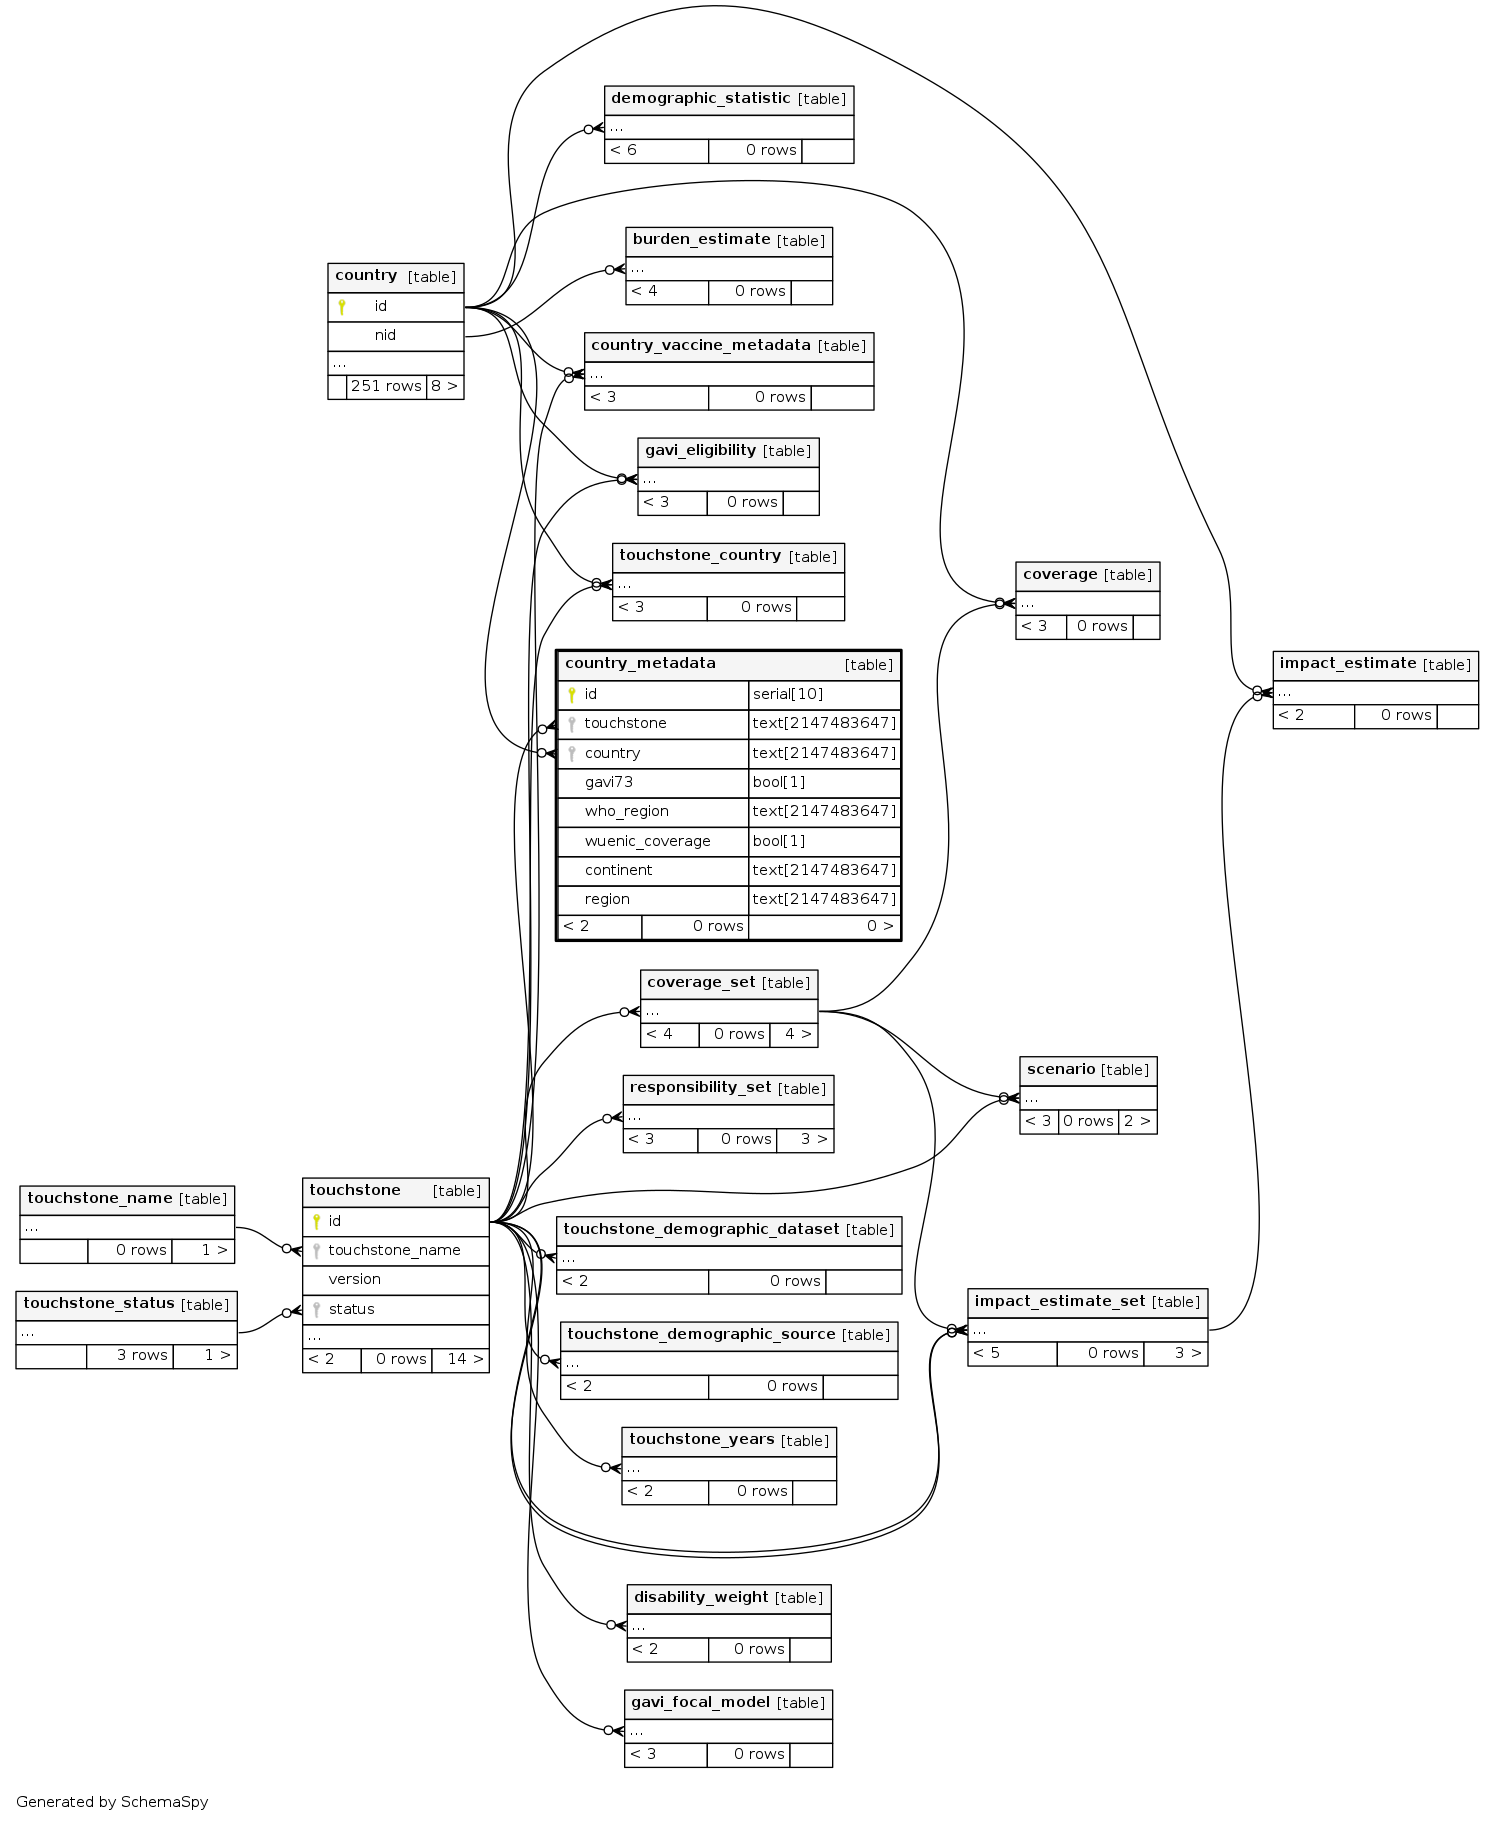 demographic_statistic [table]
...
< 6 0 rows
burden_estimate [table]
...
< 4 0 rows
country [table]
id
nid
...
251 rows 8 >
country_vaccine_metadata [table]
...
< 3 0 rows
gavi_eligibility [table]
...
< 3 0 rows
touchstone_country [table]
...
< 3 0 rows
coverage [table]
...
< 3 0 rows
impact_estimate [table]
...
< 2 0 rows
country_metadata [table]
id serial[10]
touchstone text[2147483647]
country text[2147483647]
gavi73 bool[1]
who_region text[2147483647]
wuenic_coverage bool[1]
continent text[2147483647]
region text[2147483647]
< 2 0 rows 0 >
coverage_set [table]
...
< 4 0 rows 4 >
responsibility_set [table]
...
< 3 0 rows 3 >
scenario [table]
...
< 3 0 rows 2 >
touchstone_name [table]
...
0 rows 1 >
touchstone_status [table]
...
3 rows 1 >
touchstone [table]
id
touchstone_name
version
status
...
< 2 0 rows 14 >
touchstone_demographic_dataset [table]
...
< 2 0 rows
touchstone_demographic_source [table]
...
< 2 0 rows
impact_estimate_set [table]
...
< 5 0 rows 3 >
touchstone_years [table]
...
< 2 0 rows
disability_weight [table]
...
< 2 0 rows
gavi_focal_model [table]
...
< 3 0 rows
Generated by SchemaSpy